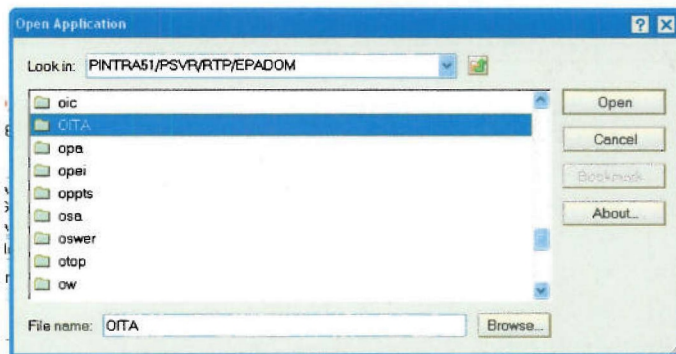 Open Application
Look in: PINTRA51/PSVR/RTP/EPADOM
oic
OITA
opa
opei
oppts
osa
oswer
otop
ow
Open
Cancel
Bookmark...
About...
File name: OITA
Browse...